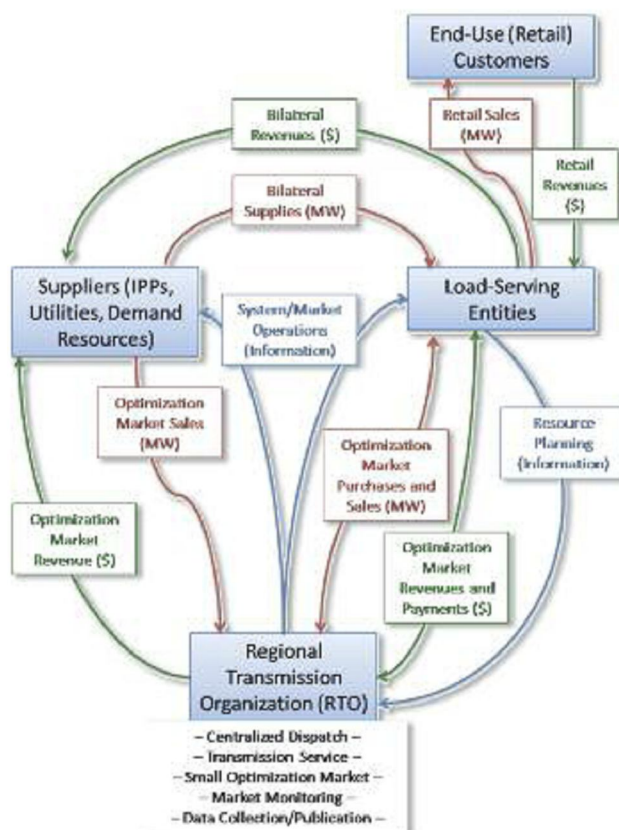 End-Use (Retail)
Customers
Bilateral
Revenues ($)
Retail Sales
(MW)
Retail
Revenues
($)
Bilateral
Supplies (MW)
Suppliers (IPPs,
Utilities, Demand
Resources)
System/Market
Operations
(Information)
Load-Serving
Entities
Optimization
Market Sales
(MW)
Optimization
Market
Purchases and
Sales (MW)
Resource
Planning
(Information)
Optimization
Market
Revenue ($)
Optimization
Market
Revenues and
Payments ($)
Regional
Transmission
Organization (RTO)
– Centralized Dispatch –
– Transmission Service –
– Small Optimization Market –
– Market Monitoring –
– Data Collection/Publication –